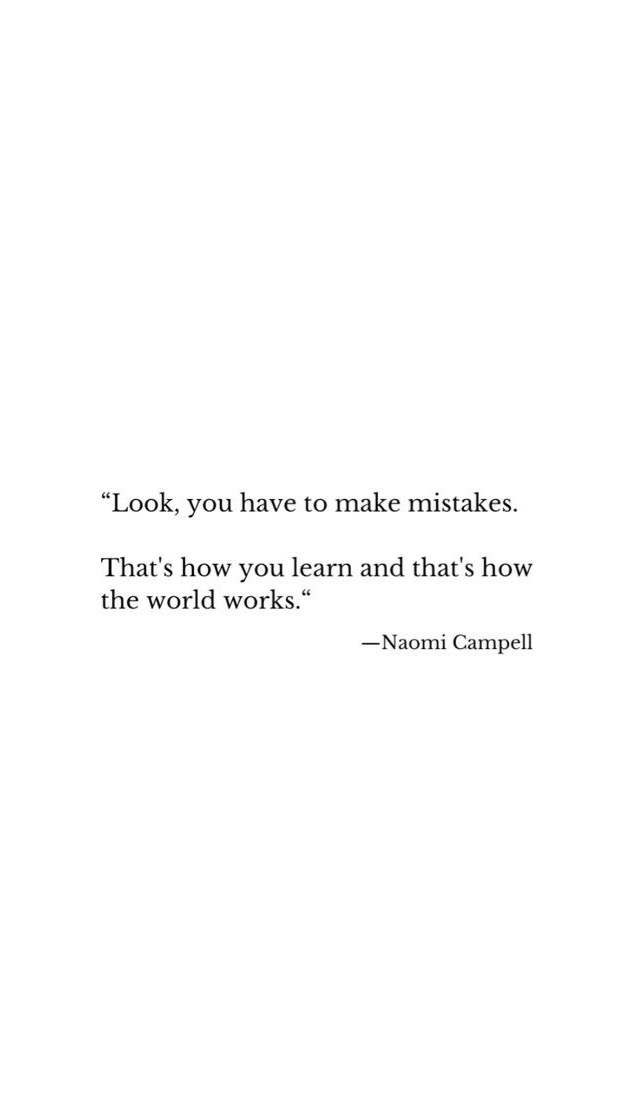 “Look, you have to make mistakes.
That's how you learn and that's how
the world works.“
—Naomi Campell